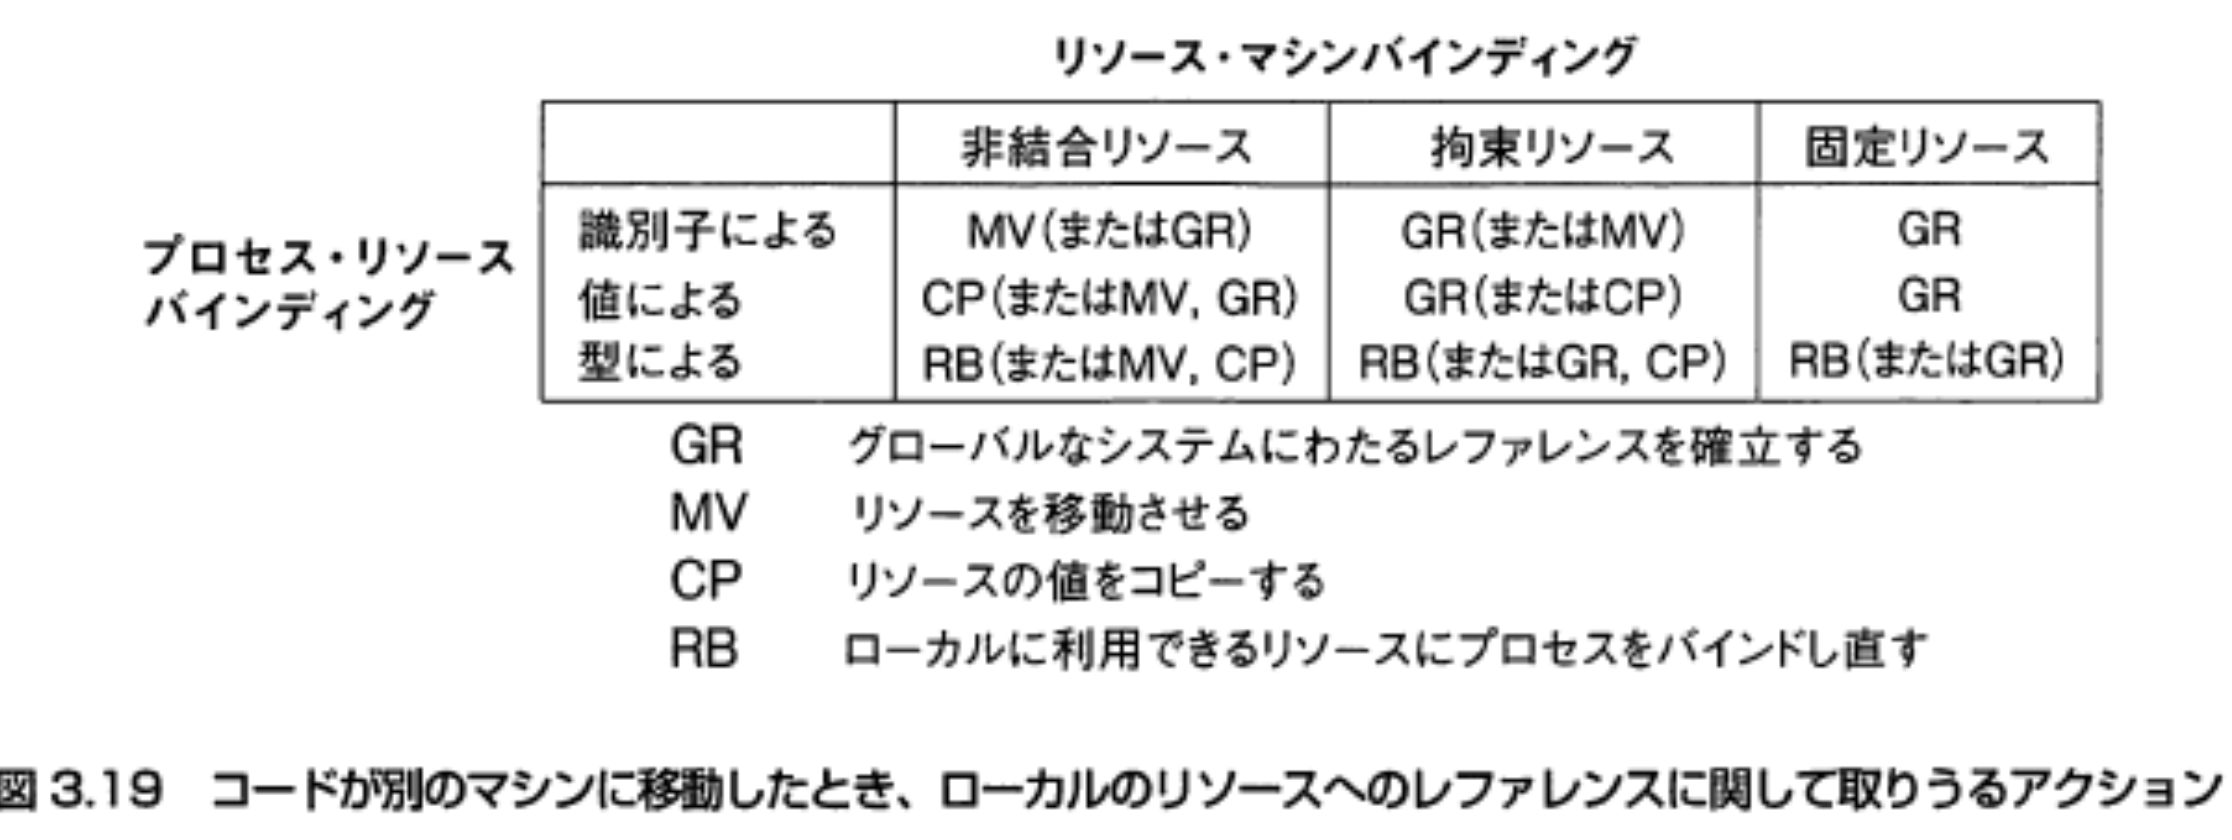 リソース・マシンバインディング
非結合リソース 拘束リソース 固定リソース
プロセス・リソース
バインディング
識別子による MV(またはGR) GR(またはMV) GR
値による CP(またはMV, GR) GR(またはCP) GR
型による RB(またはMV, CP) RB(またはGR, CP) RB(またはGR)
GR グローバルなシステムにわたるレファレンスを確立する
MV リソースを移動させる
CP リソースの値をコピーする
RB ローカルに利用できるリソースにプロセスをバインドし直す
図 3.19 コードが別のマシンに移動したとき、ローカルのリソースへのレファレンスに関して取りうるアクション